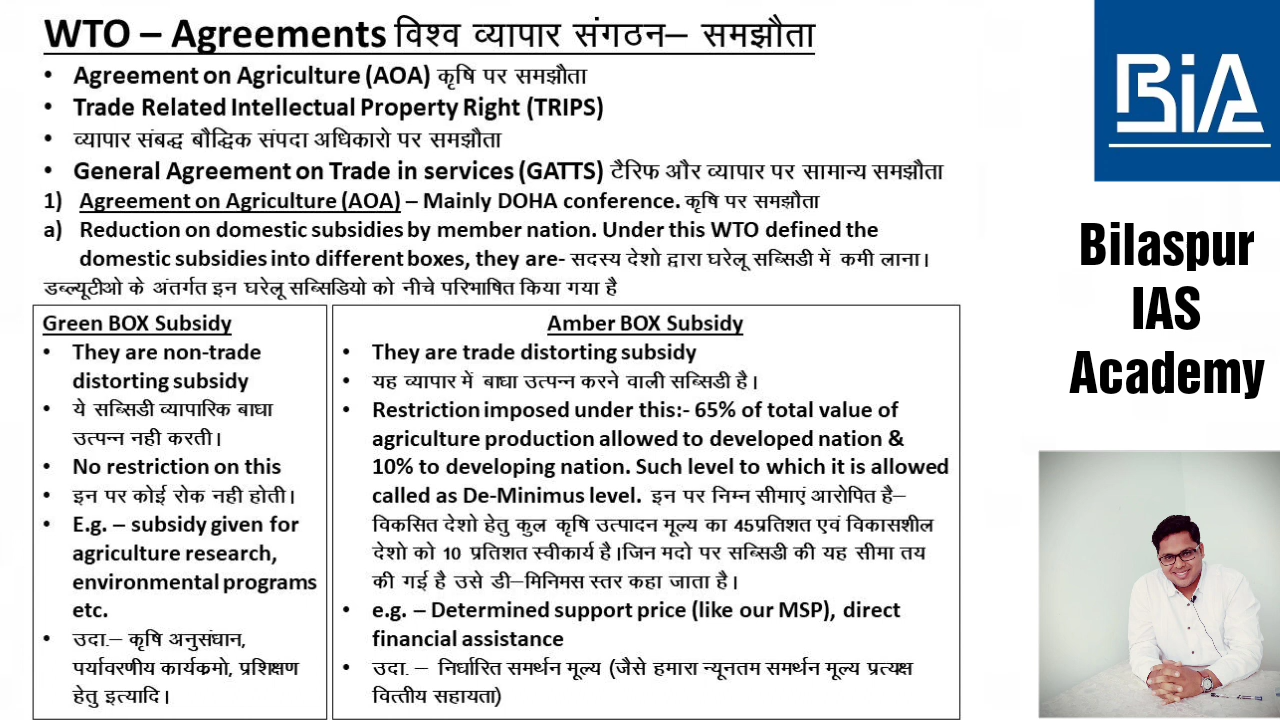 WTO – Agreements विश्व व्यापार संगठन– समझौता
• Agreement on Agriculture (AOA) कृषि पर समझौता
• Trade Related Intellectual Property Right (TRIPS)
• व्यापार संबद्ध बौद्धिक संपदा अधिकारो पर समझौता
• General Agreement on Trade in services (GATTS) टैरिफ और व्यापार पर सामान्य समझौता
1) Agreement on Agriculture (AOA) – Mainly DOHA conference. कृषि पर समझौता
a) Reduction on domestic subsidies by member nation. Under this WTO defined the
domestic subsidies into different boxes, they are- सदस्य देशो द्वारा घरेलू सब्सिडी में कमी लाना।
डब्ल्यूटीओ के अंतर्गत इन घरेलू सब्सिडियो को नीचे परिभाषित किया गया है
Green BOX Subsidy
• They are non-trade
distorting subsidy
• ये सब्सिडी व्यापारिक बाधा
उत्पन्न नही करती।
• No restriction on this
• इन पर कोई रोक नही होती।
• E.g. – subsidy given for
agriculture research,
environmental programs
etc.
• उदा.– कृषि अनुसंधान,
पर्यावरणीय कार्यक्रमो, प्रशिक्षण
हेतु इत्यादि।
Amber BOX Subsidy
• They are trade distorting subsidy
• यह व्यापार में बाधा उत्पन्न करने वाली सब्सिडी है।
• Restriction imposed under this:- 65% of total value of
agriculture production allowed to developed nation &
10% to developing nation. Such level to which it is allowed
called as De-Minimus level. इन पर निम्न सीमाएं आरोपित है–
विकसित देशो हेतु कुल कृषि उत्पादन मूल्य का 45प्रतिशत एवं विकासशील
देशो को 10 प्रतिशत स्वीकार्य है।जिन मदो पर सब्सिडी की यह सीमा तय
की गई है उसे डी–मिनिमस स्तर कहा जाता है।
• e.g. – Determined support price (like our MSP), direct
financial assistance
• उदा. – निर्धारित समर्थन मूल्य (जैसे हमारा न्यूनतम समर्थन मूल्य प्रत्यक्ष
वित्तीय सहायता)
BiA
Bilaspur
IAS
Academy